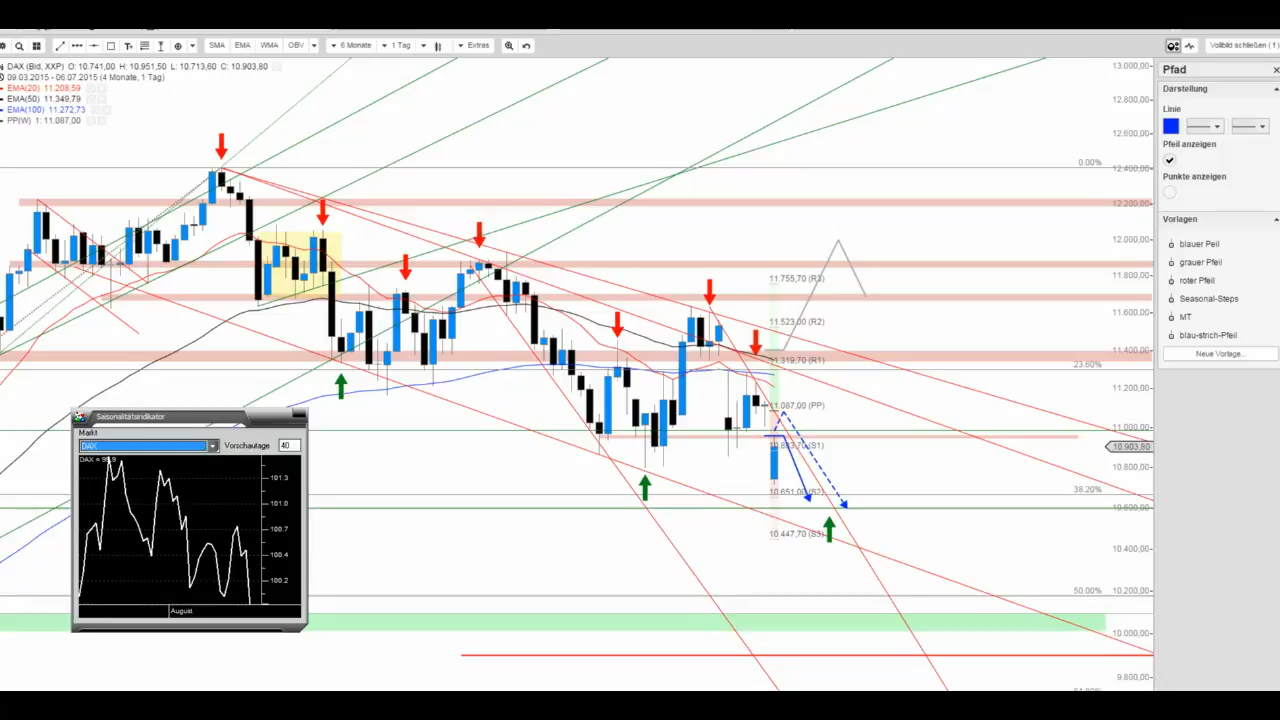 SMA EMA WMA OBV 6 Monate 1 Tag Extras
Vollbild schließen ( f )
DAX (Bid, XXP) O: 10.741,00 H: 10.951,50 L: 10.713,60 C: 10.903,80
09.03.2015 - 06.07.2015 (4 Monate, 1 Tag)
EMA(20) 11.208,59
EMA(50) 11.349,79
EMA(100) 11.272,73
PP(W) 1: 11.087,00
13.000,00
12.800,00
12.600,00
0.00%
12.400,00
12.200,00
12.000,00
11.800,00
11.755,70 (R3)
11.600,00
11.523,00 (R2)
11.400,00
11.319,70 (R1)
23.60%
11.200,00
11.087,00 (PP)
11.000,00
10.903,80
10.800,00
38.20%
10.651,00 (R2)
10.600,00
10.447,70 (S3)
10.400,00
50.00%
10.200,00
10.000,00
9.800,00
Pfad
Darstellung
Linie
Pfeil anzeigen
Punkte anzeigen
Vorlagen
blauer Peil
grauer Pfeil
roter Pfeil
Seasonal-Steps
MT
blau-strich-Pfeil
Neue Vorlage...
Saisonalitätsindikator
Markt
DAX
Vorschautage 40
101.3
101.0
100.7
100.4
100.2
August